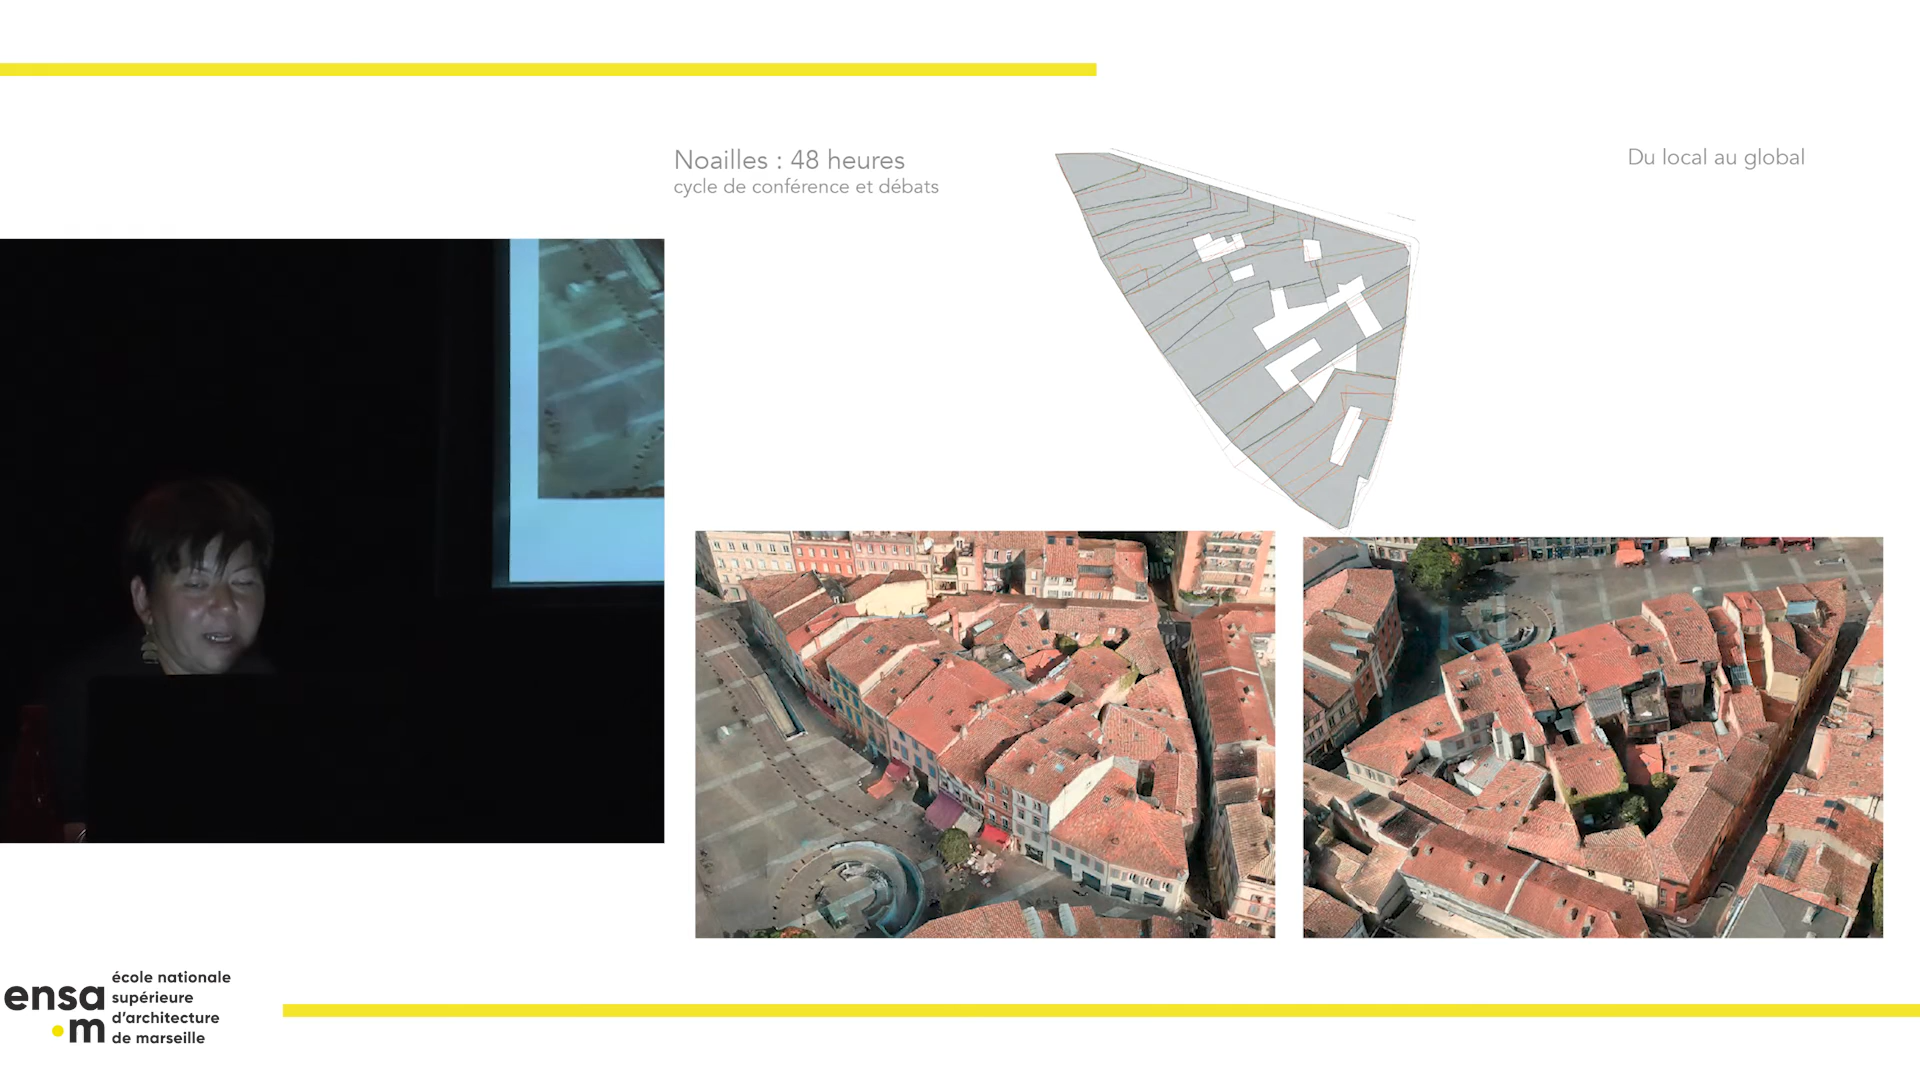 Noailles : 48 heures
cycle de conférence et débats
Du local au global
ensa
•m
école nationale
supérieure
d'architecture
de marseille